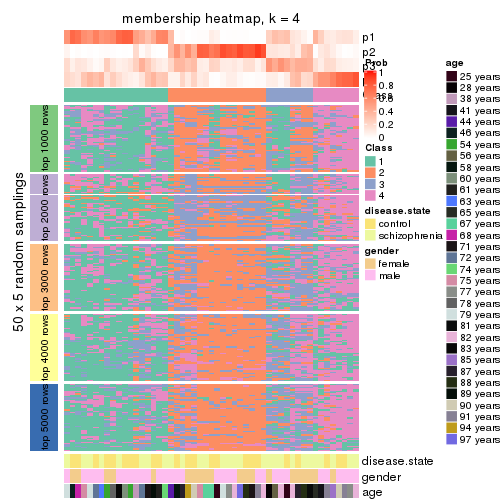 membership heatmap, k = 4
p1
p2
p3
Prob
1
0.8
0.6
0.4
0.2
0
Class
1
2
3
4
disease.state
control
schizophrenia
gender
female
male
age
25 years
28 years
38 years
41 years
44 years
46 years
54 years
56 years
58 years
60 years
61 years
63 years
65 years
67 years
68 years
71 years
72 years
74 years
75 years
77 years
78 years
79 years
81 years
82 years
83 years
85 years
87 years
88 years
89 years
90 years
91 years
94 years
97 years
50 x 5 random samplings
top 1000 rows
top 2000 rows
top 3000 rows
top 4000 rows
top 5000 rows
disease.state
gender
age